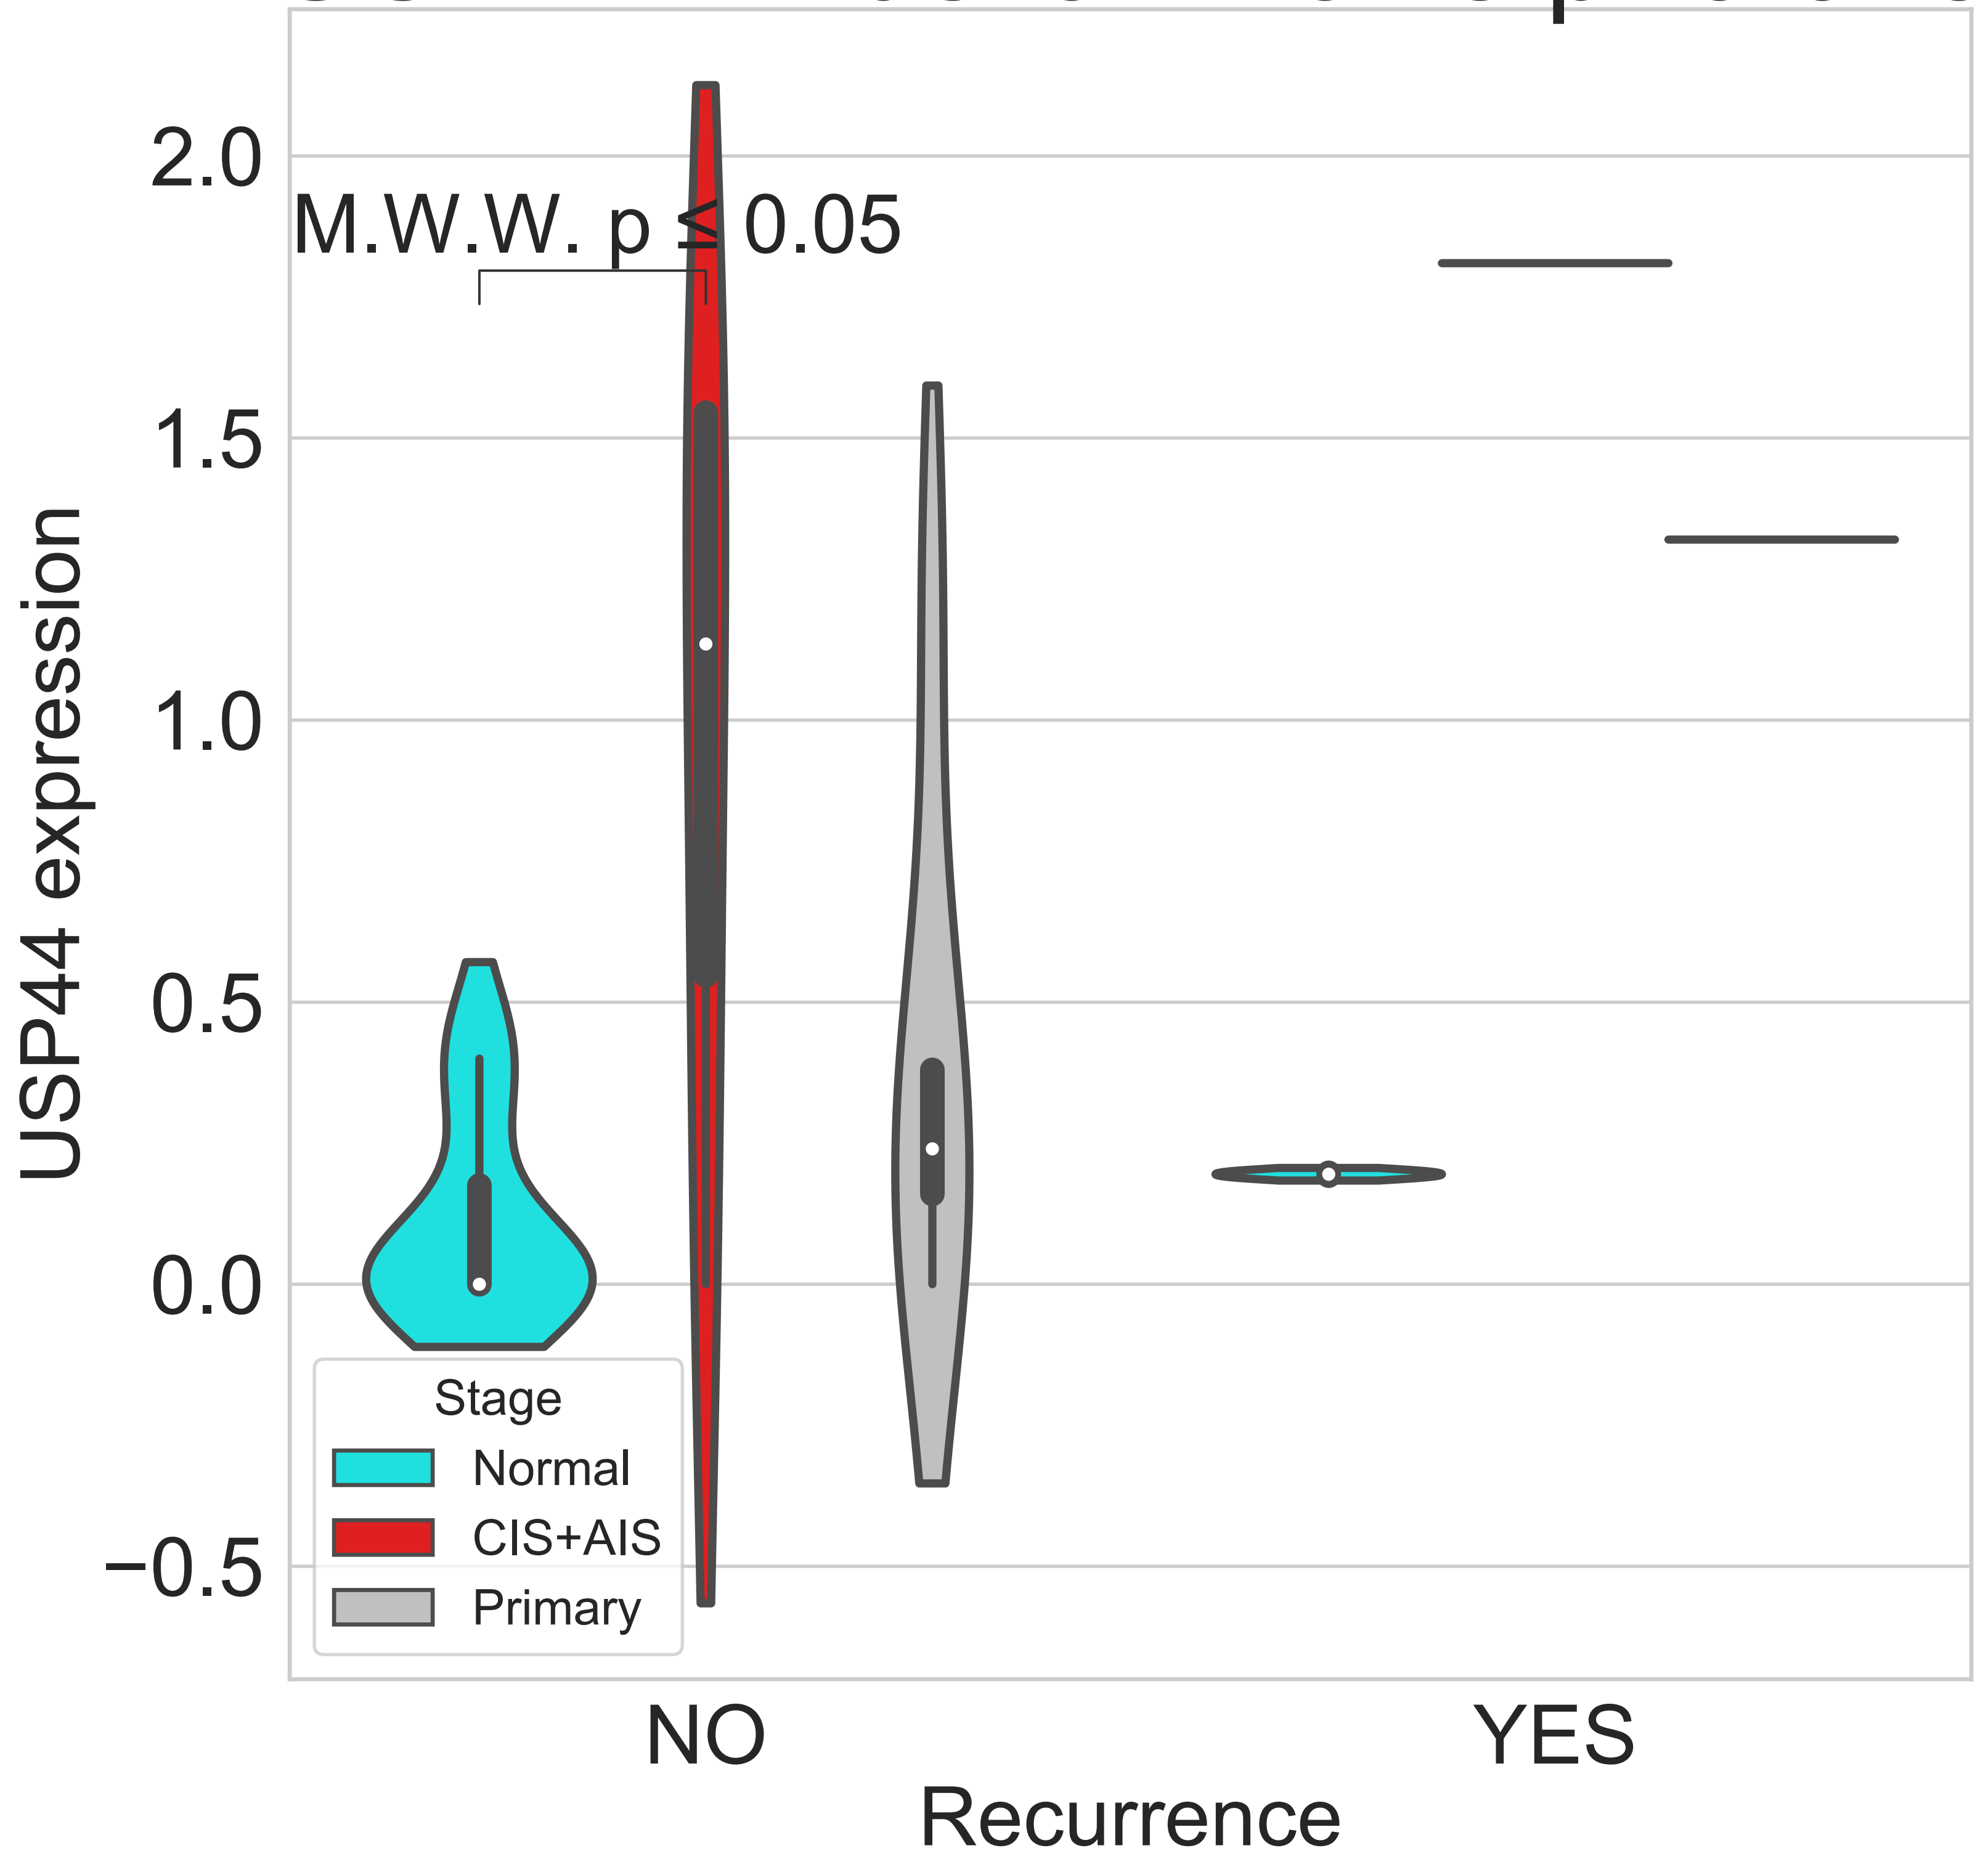 2.0
M.W.W. p ≤ 0.05
1.5
1.0
0.5
0.0
−0.5
USP44 expression
Stage
Normal
CIS+AIS
Primary
NO
YES
Recurrence